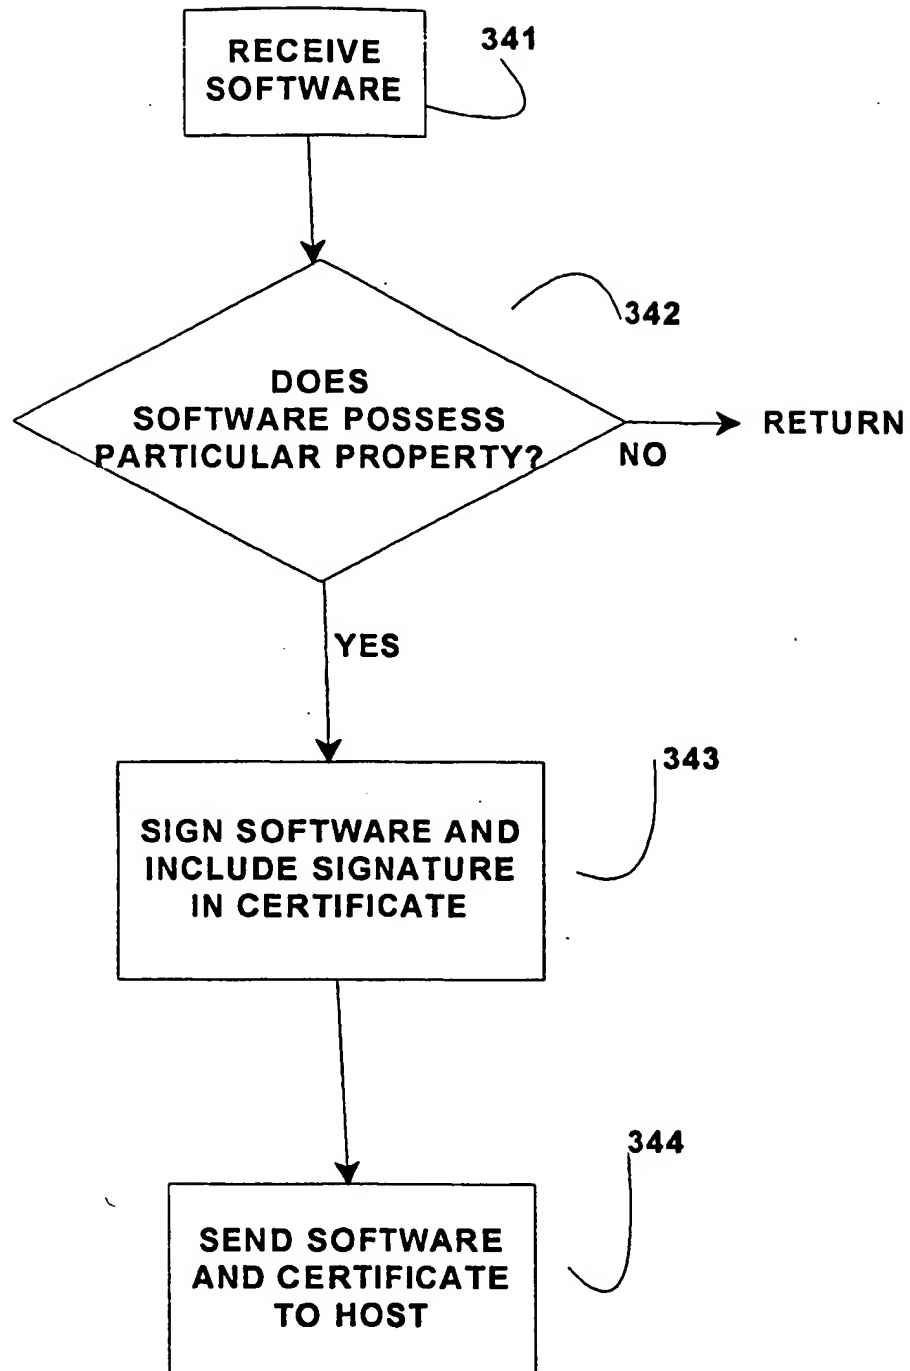 RECEIVE
SOFTWARE
341
342
DOES
SOFTWARE POSSESS
PARTICULAR PROPERTY?
NO
RETURN
YES
343
SIGN SOFTWARE AND
INCLUDE SIGNATURE
IN CERTIFICATE
344
SEND SOFTWARE
AND CERTIFICATE
TO HOST